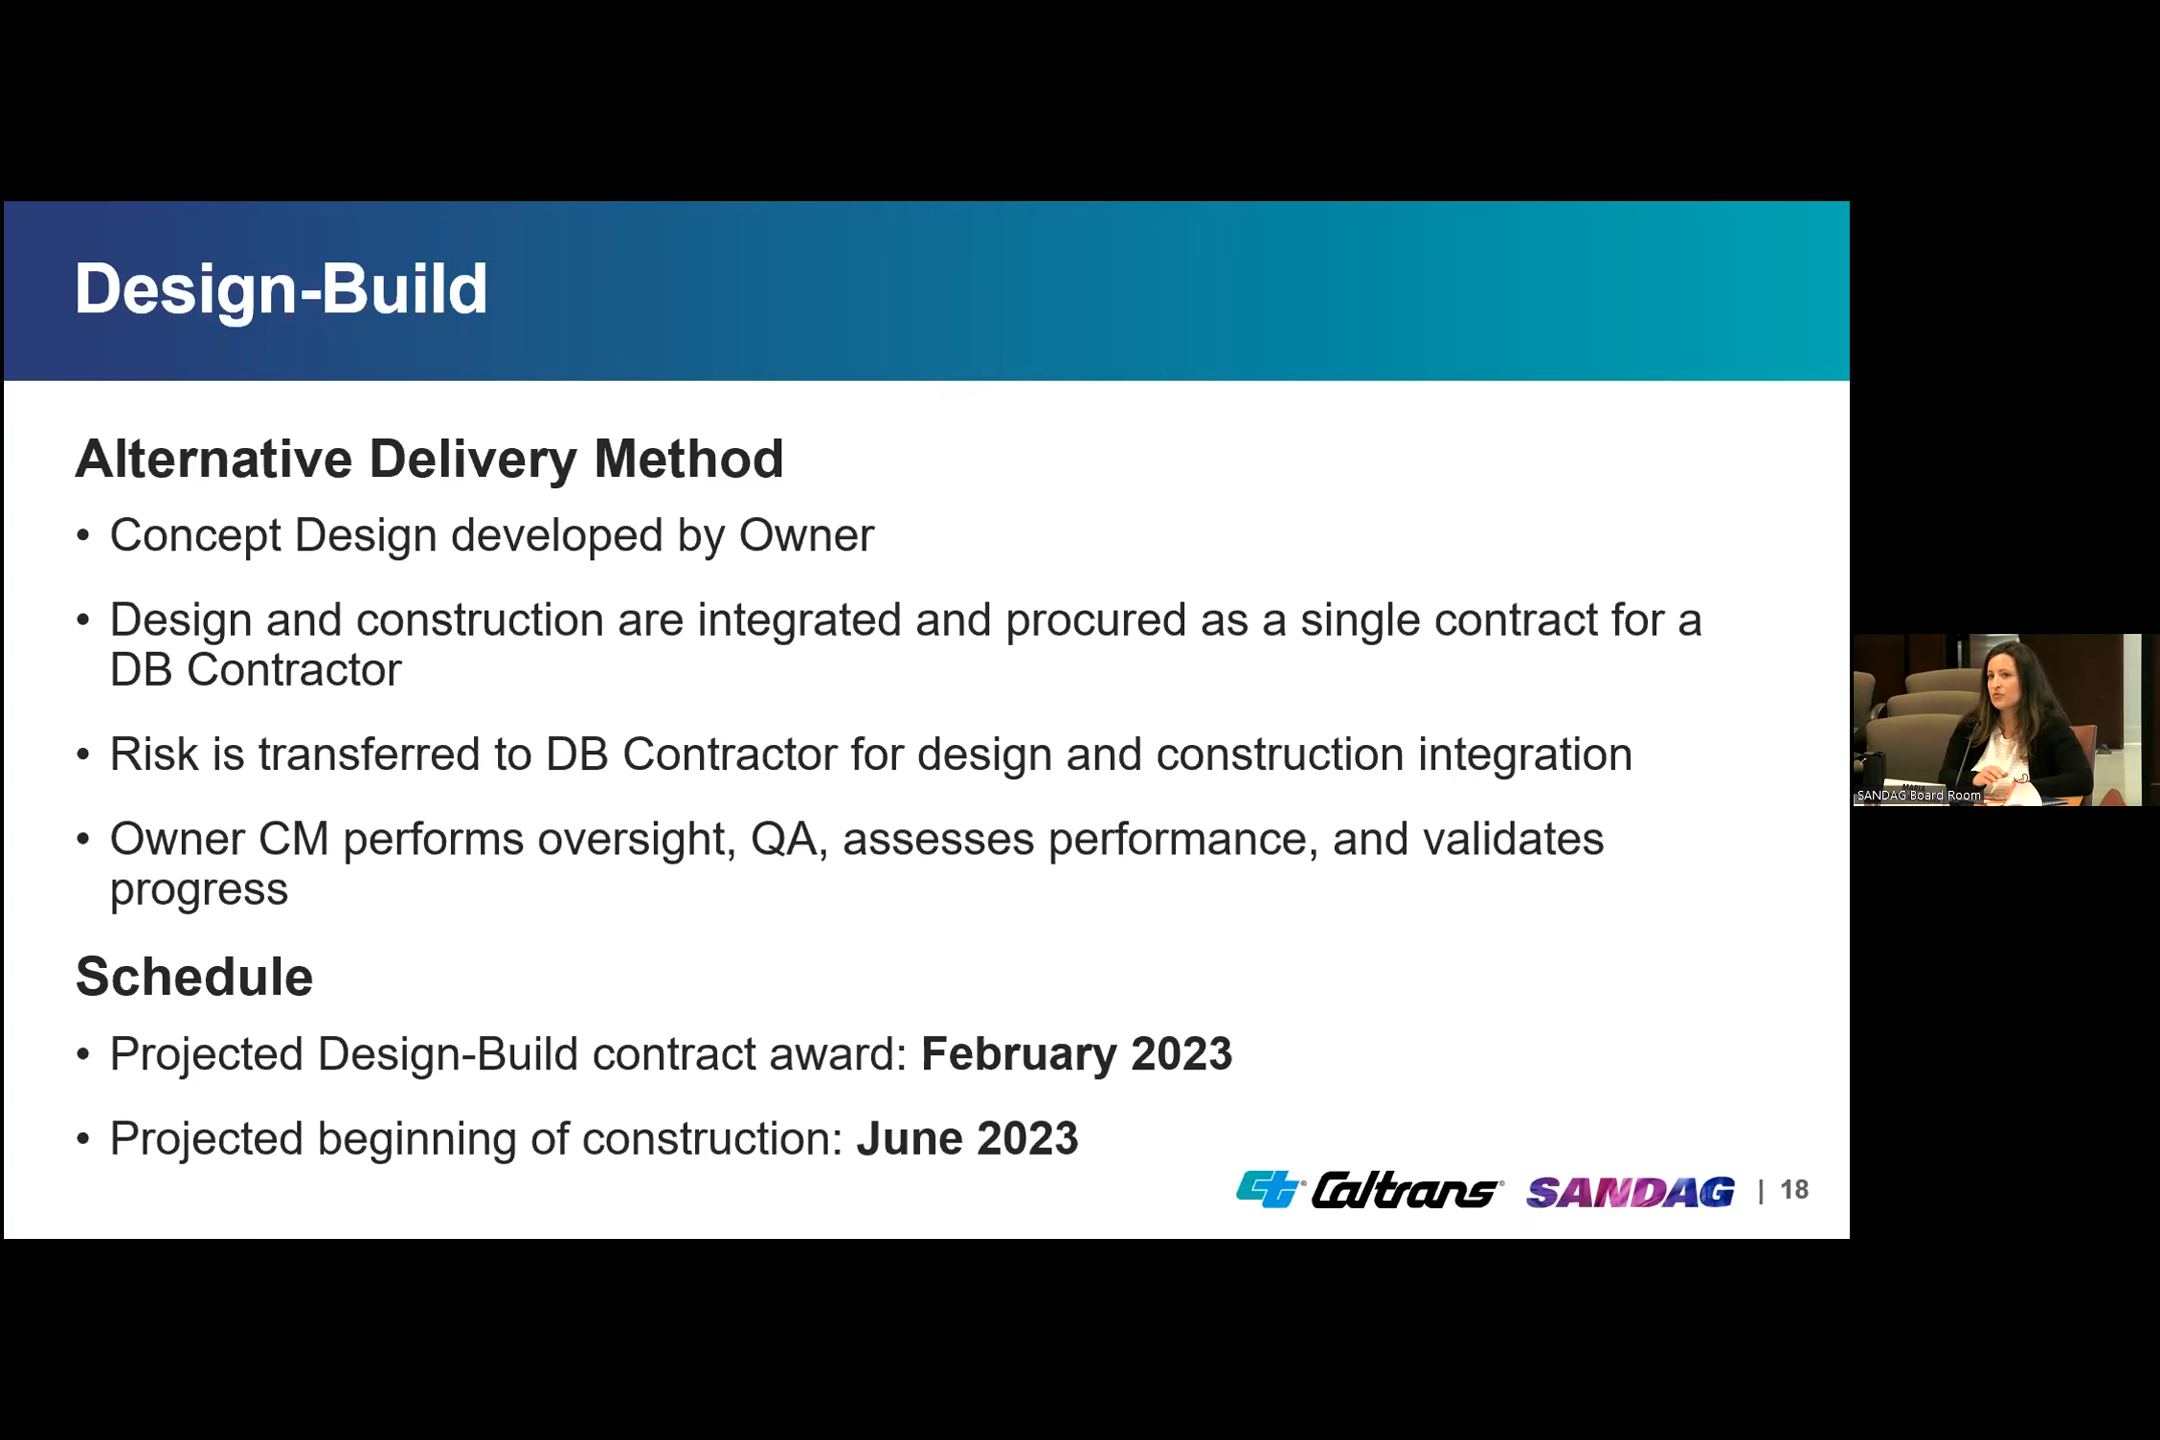 Design-Build
Alternative Delivery Method
• Concept Design developed by Owner
• Design and construction are integrated and procured as a single contract for a
DB Contractor
• Risk is transferred to DB Contractor for design and construction integration
• Owner CM performs oversight, QA, assesses performance, and validates
progress
Schedule
• Projected Design-Build contract award: February 2023
• Projected beginning of construction: June 2023
Ct® Caltrans® SANDAG | 18
SANDAG Board Room